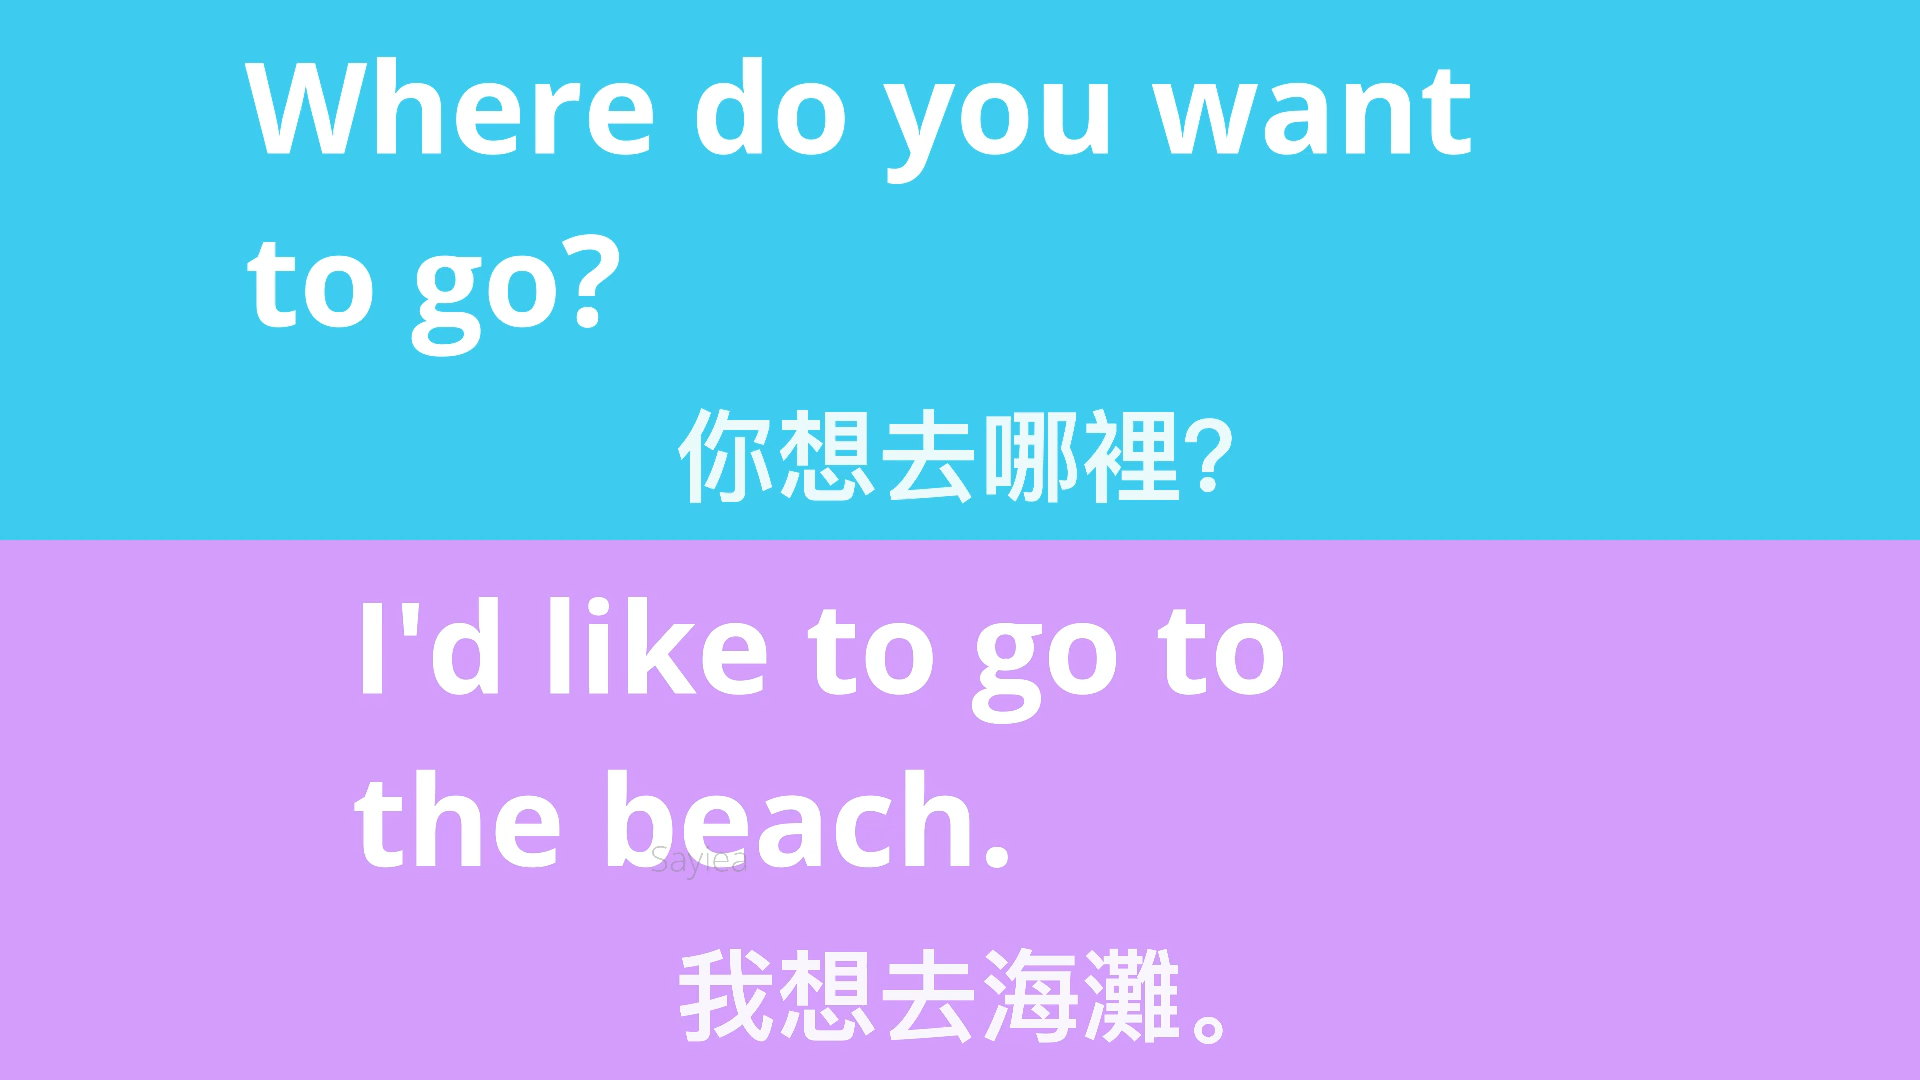 Where do you want
to go?
你想去哪裡?
I'd like to go to
the beach.
Sayiea
我想去海灘。